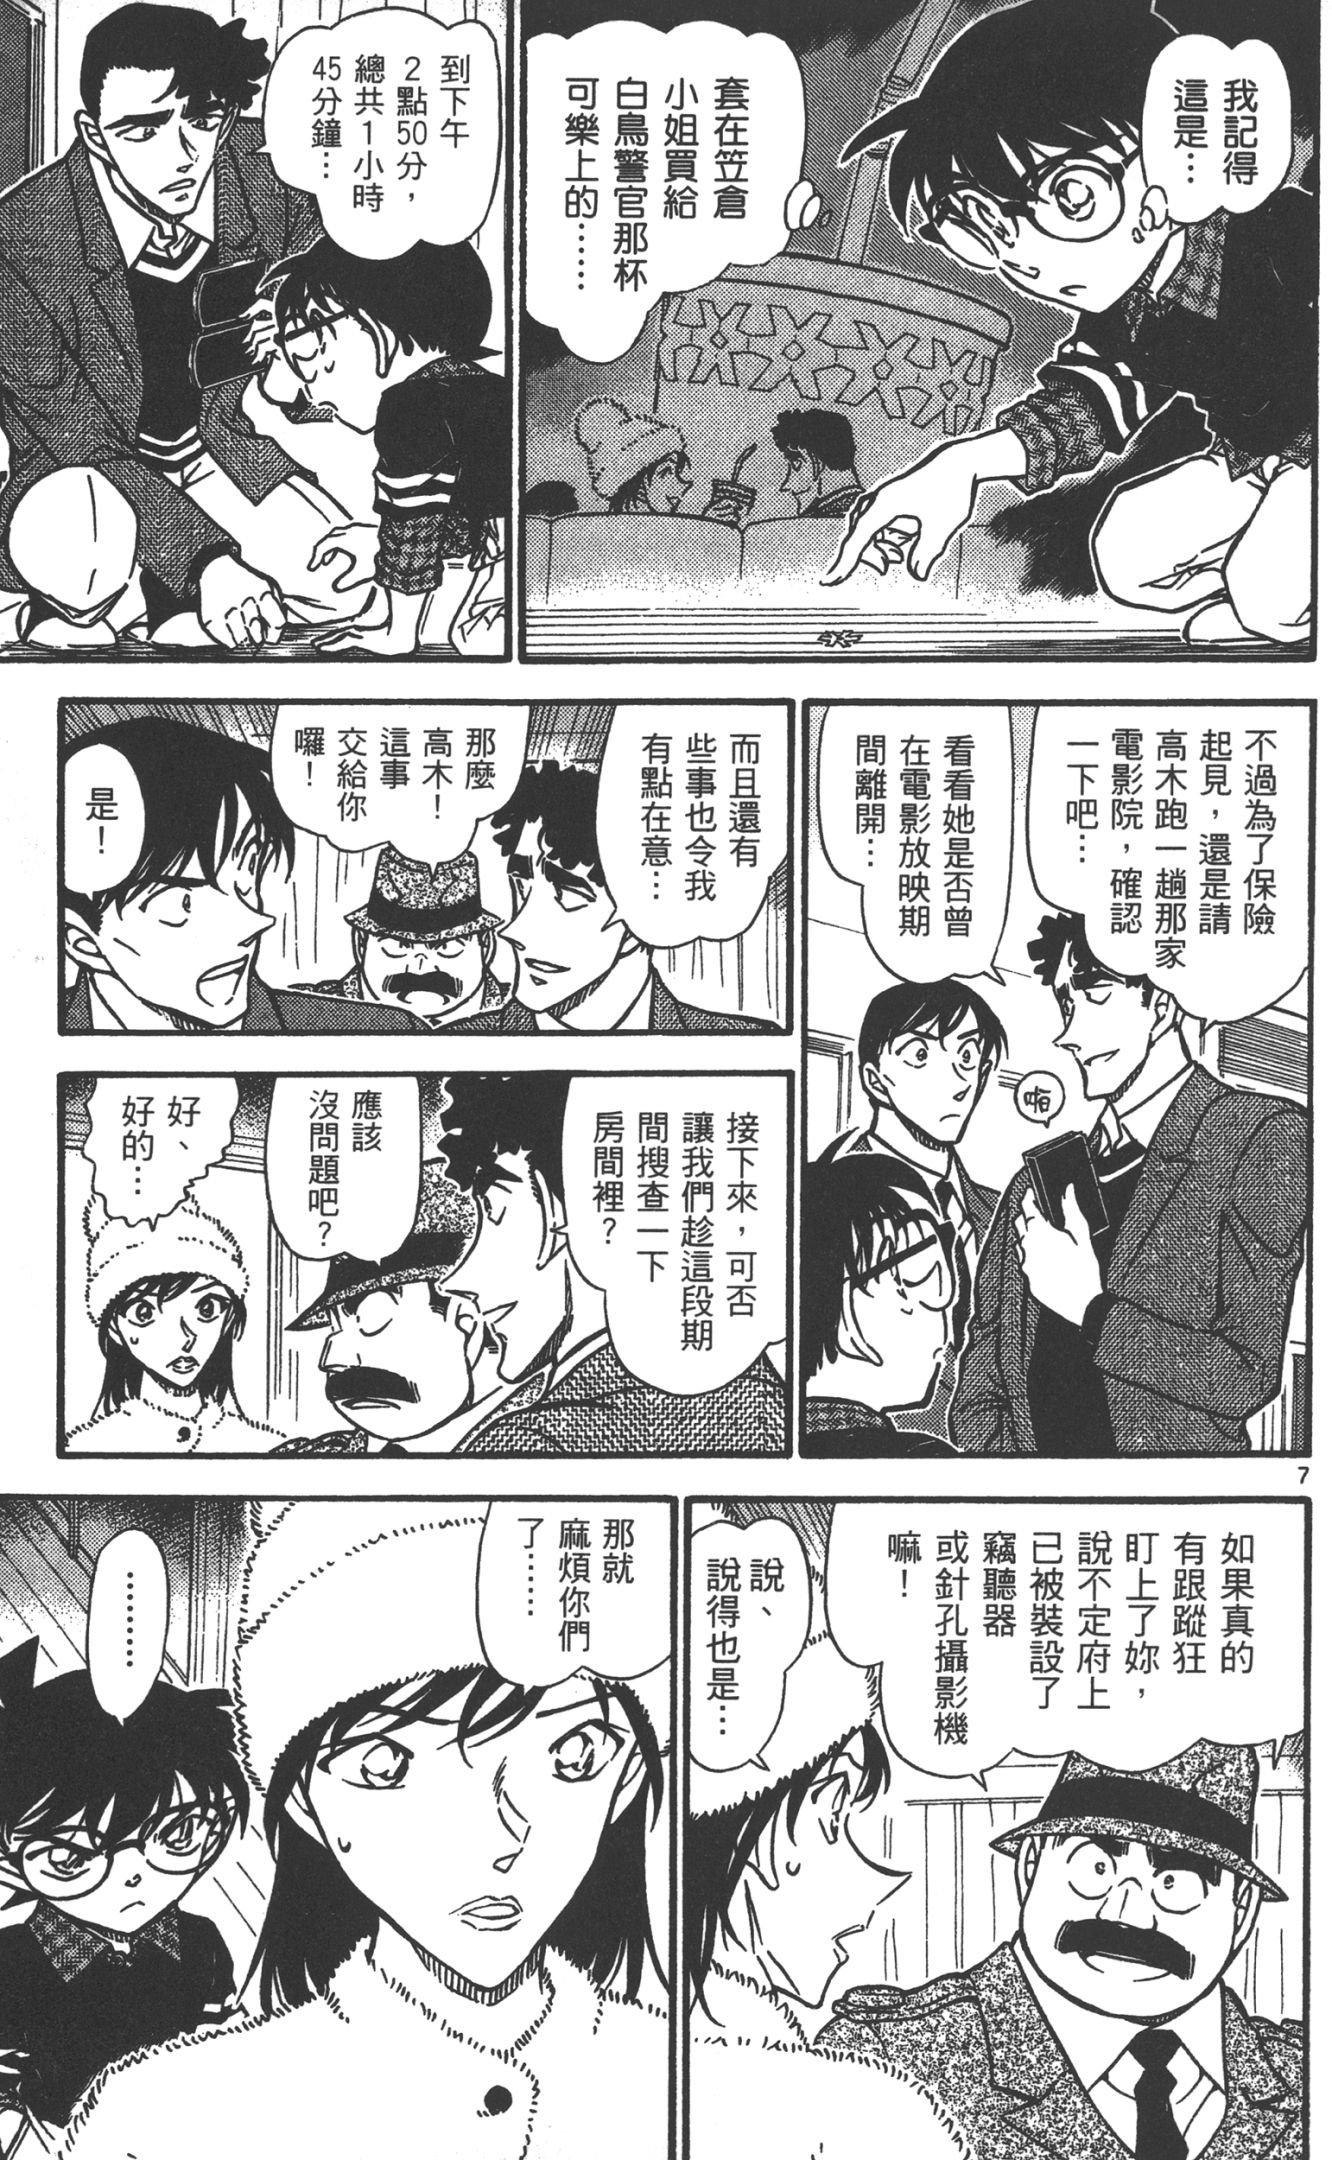 我記得
這是…
套在笠倉
小姐買給
白鳥警官那杯
可樂上的……
到下午
2點50分，
總共1小時
45分鐘…
不過為了保險
起見，還是請
高木跑一趟那家
電影院，確認
一下吧…
看看她是否曾
在電影放映期
間離開…
啪
而且還有
些事也令我
有點在意…
那麼
高木！
這事
交給你
囉！
是！
接下來，可否
讓我們趁這段期
間搜查一下
房間裡？
應該
沒問題吧？
好、
好的…
7
如果真的
有跟蹤狂
盯上了妳，
說不定府上
已被裝設了
竊聽器
或針孔攝影機
嘛！
說、
說得也是…
那就
麻煩你們
了……
………